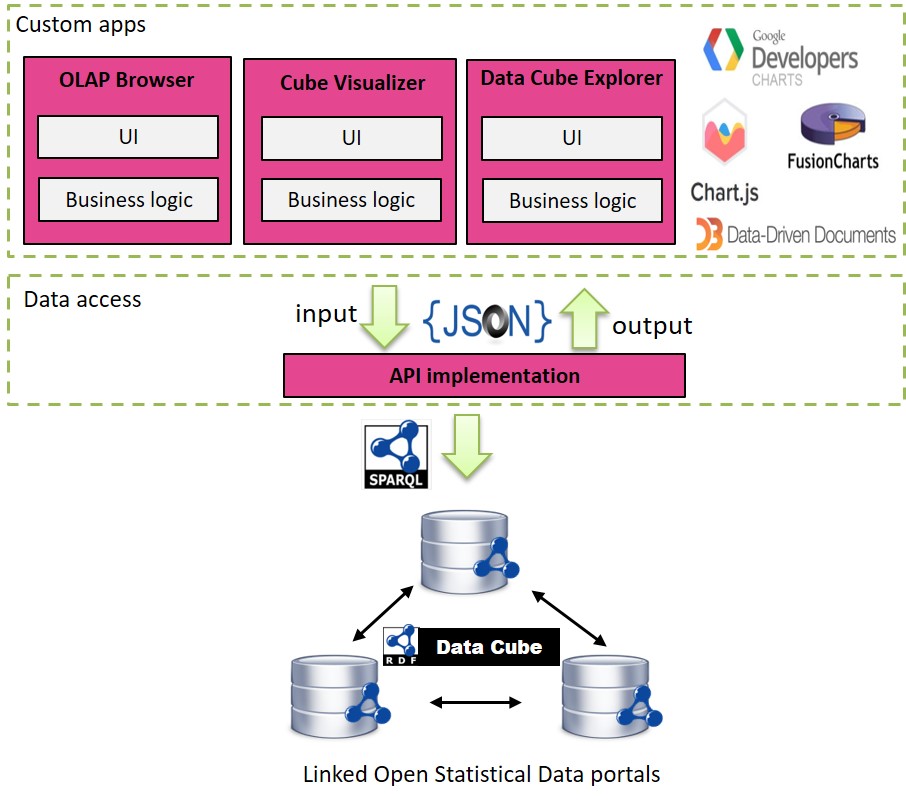 Custom apps
OLAP Browser
UI
Business logic
Cube Visualizer
UI
Business logic
Data Cube Explorer
UI
Business logic
Google
Developers
CHARTS
Chart.js
FusionCharts
D3 Data-Driven Documents
Data access
input
{JSON}
output
API implementation
SPARQL
RDF
Data Cube
Linked Open Statistical Data portals